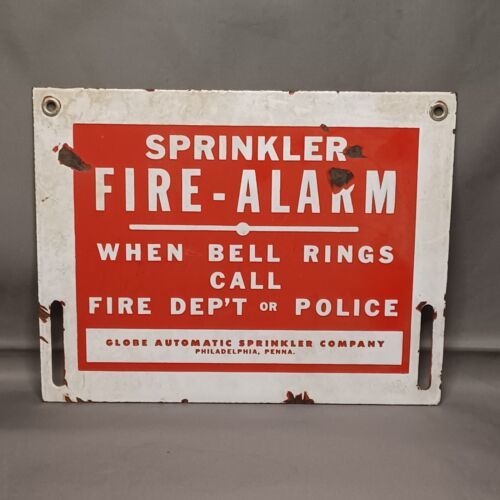 SPRINKLER
FIRE-ALARM
WHEN BELL RINGS
CALL
FIRE DEP'T OR POLICE
GLOBE AUTOMATIC SPRINKLER COMPANY
PHILADELPHIA, PENNA.